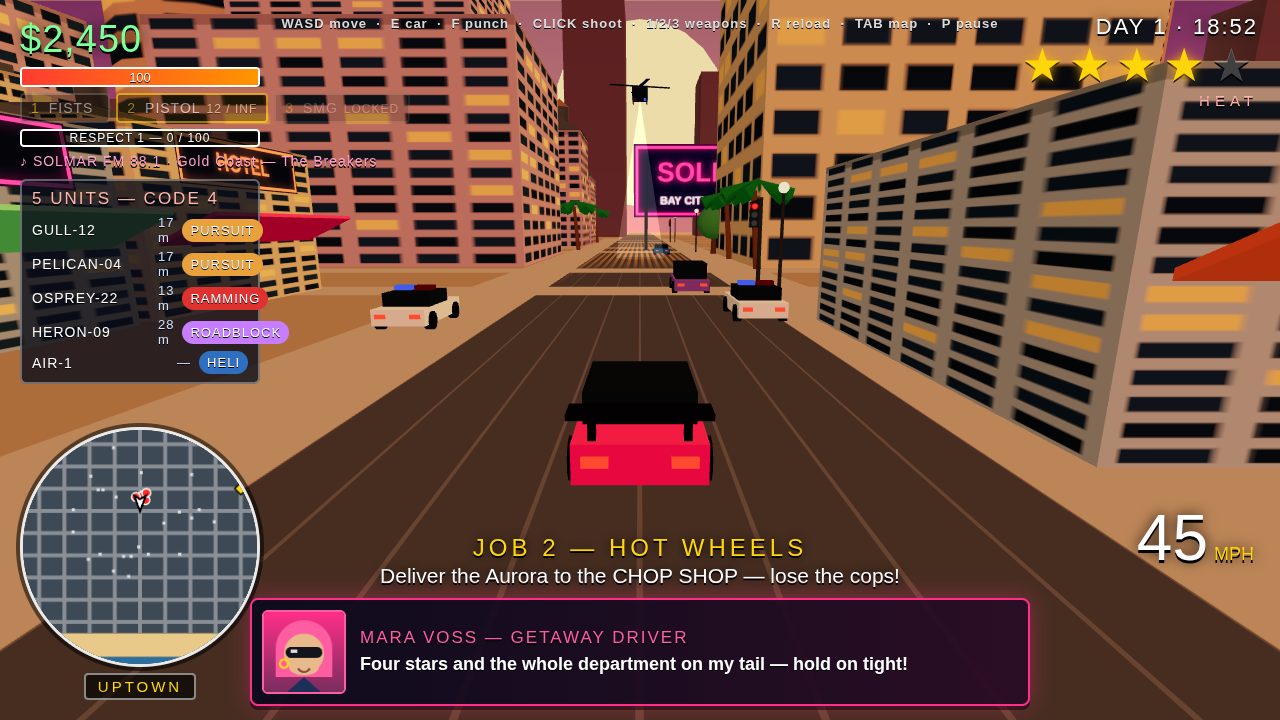 WASD move · E car · F punch · CLICK shoot · 1/2/3 weapons · R reload · TAB map · P pause
$2,450
DAY 1 · 18:52
100
HEAT
1 FISTS 2 PISTOL 12 / INF 3 SMG LOCKED
RESPECT 1 — 0 / 100
♪ SOLMAR FM 88.1 · Gold Coast — The Breakers
HOTEL
SOL
BAY CIT
5 UNITS — CODE 4
GULL-12 17 m PURSUIT
PELICAN-04 17 m PURSUIT
OSPREY-22 13 m RAMMING
HERON-09 28 m ROADBLOCK
AIR-1 — HELI
45 MPH
JOB 2 — HOT WHEELS
Deliver the Aurora to the CHOP SHOP — lose the cops!
MARA VOSS — GETAWAY DRIVER
Four stars and the whole department on my tail — hold on tight!
UPTOWN